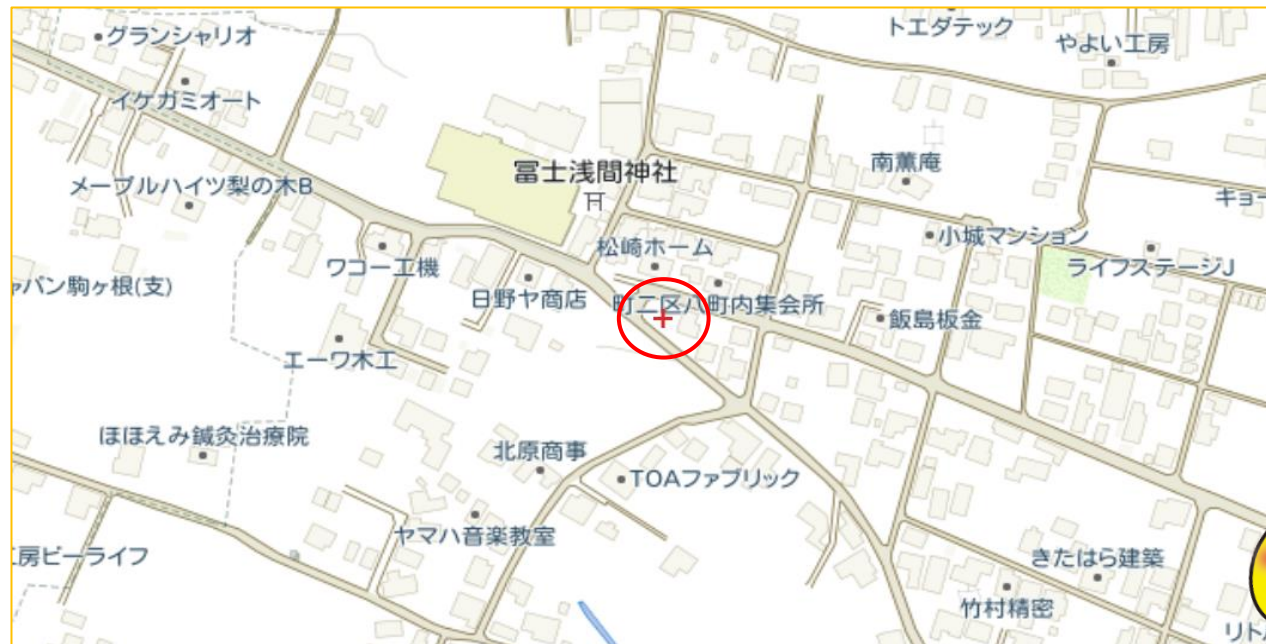 トエダテック
グランシャリオ
やよい工房
イケガミオート
南薫庵
冨士浅間神社
メープルハイツ梨の木B
キョー
小城マンション
松崎ホーム
ワコー工機
ライフステージJ
ャパン駒ヶ根(支)
日野ヤ商店
町二区八町内集会所
飯島板金
エーワ木工
ほほえみ鍼灸治療院
北原商事
TOAファブリック
ヤマハ音楽教室
房ビーライフ
きたはら建築
竹村精密
リト